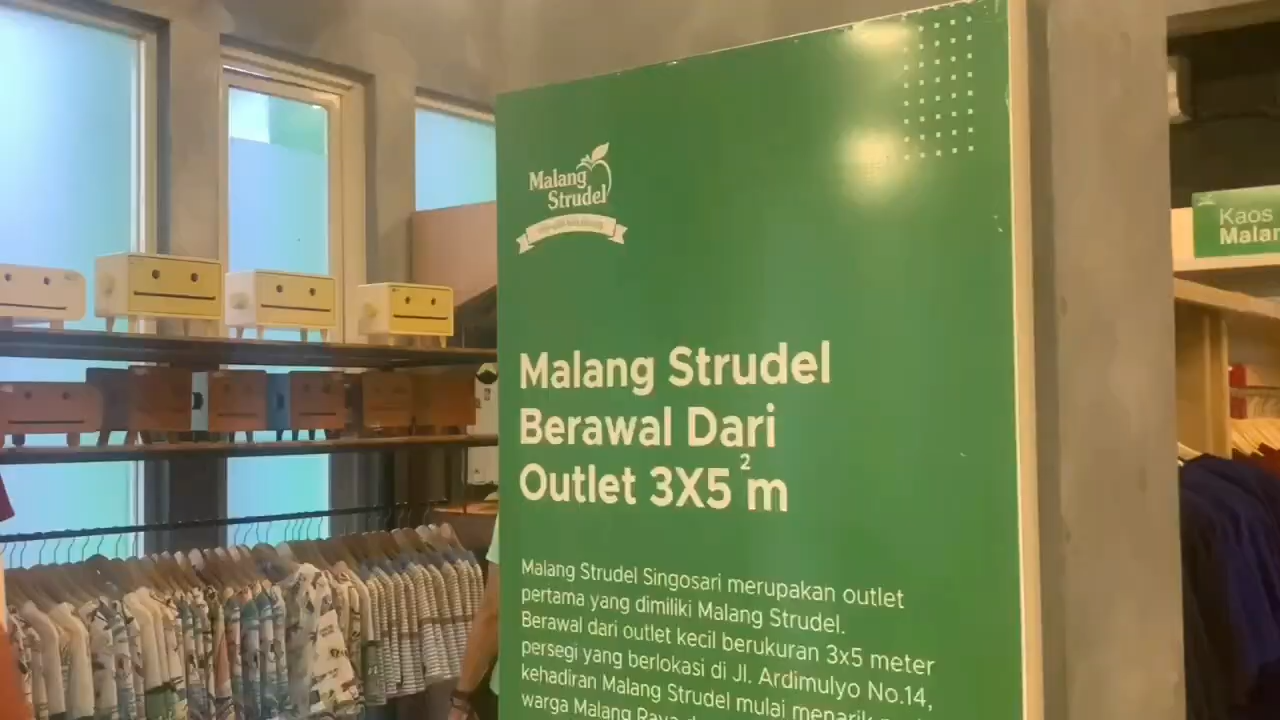 Malang
Strudel
Malang Strudel
Berawal Dari
Outlet 3X5 ²m
Malang Strudel Singosari merupakan outlet
pertama yang dimiliki Malang Strudel.
Berawal dari outlet kecil berukuran 3x5 meter
persegi yang berlokasi di Jl. Ardimulyo No.14,
kehadiran Malang Strudel mulai menarik
warga Malang Raya
Kaos
Malan